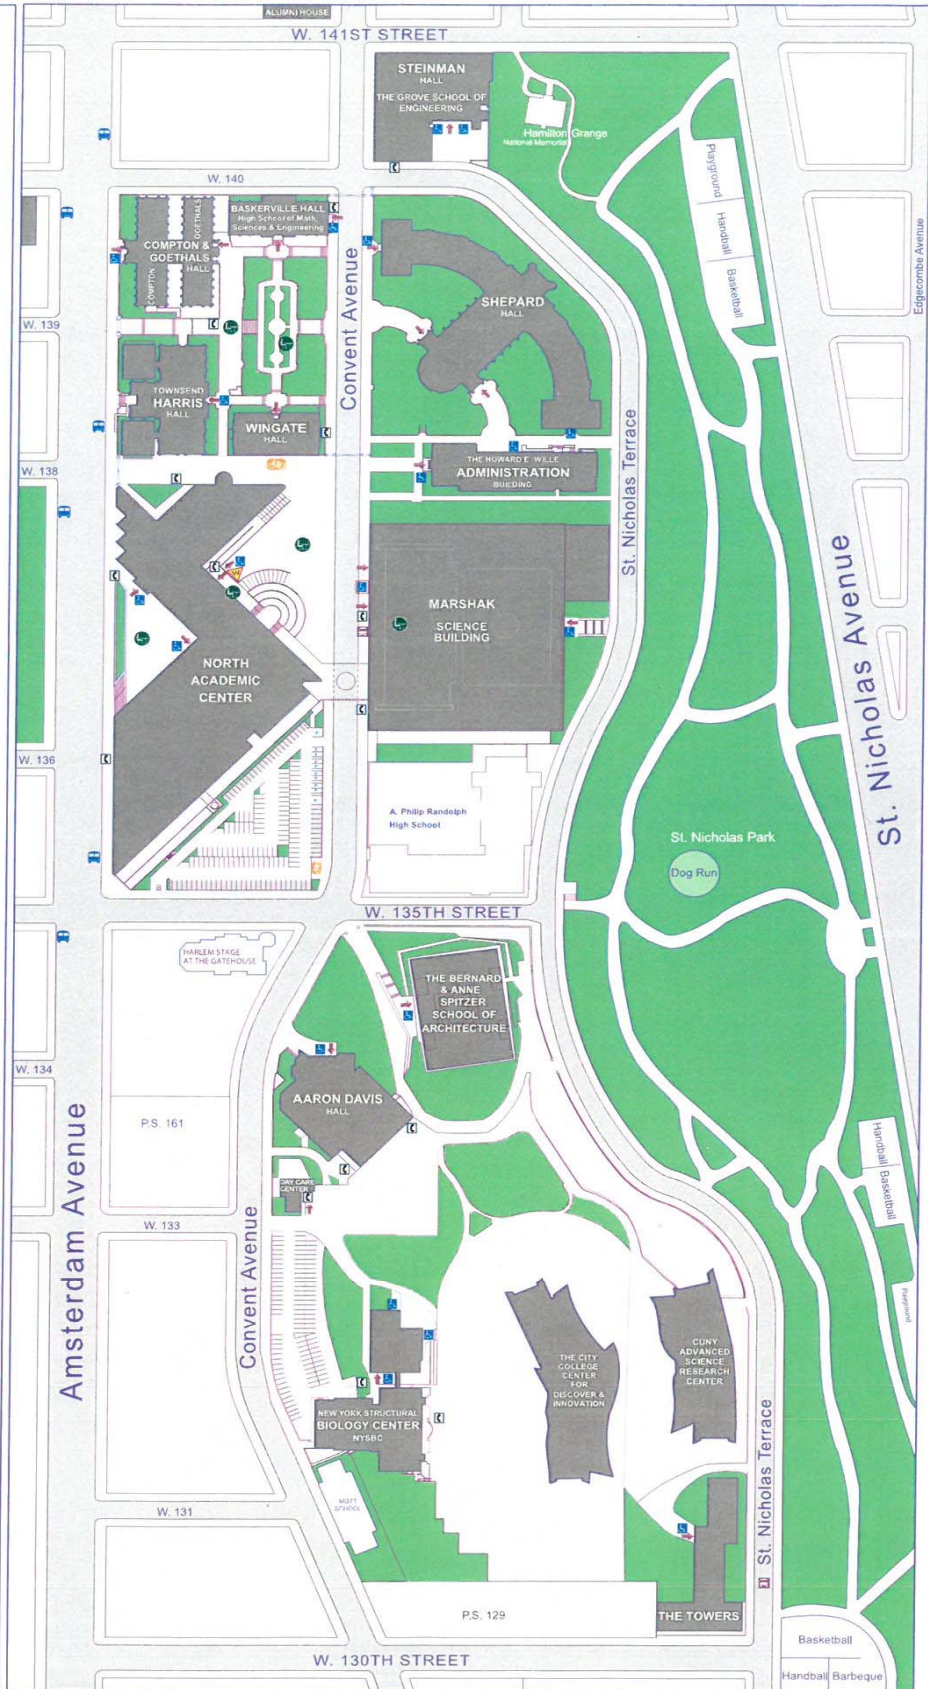 ALUMNI HOUSE
W. 141ST STREET
STEINMAN
HALL
THE GROVE SCHOOL OF
ENGINEERING
Hamilton Grange
National Memorial
Playground
Handball
Basketball
W. 140
BASKERVILLE HALL
High School of Math,
Sciences & Engineering
GOETHALS
COMPTON &
GOETHALS
HALL
COMPTON
Convent Avenue
SHEPARD
HALL
Edgecombe Avenue
W. 139
TOWNSEND
HARRIS
HALL
WINGATE
HALL
St. Nicholas Terrace
W. 138
THE HOWARD E. WILLE
ADMINISTRATION
BUILDING
St. Nicholas Avenue
MARSHAK
SCIENCE
BUILDING
NORTH
ACADEMIC
CENTER
W. 136
A. Philip Randolph
High School
St. Nicholas Park
Dog Run
W. 135TH STREET
HARLEM STAGE
AT THE GATEHOUSE
THE BERNARD
& ANNE
SPITZER
SCHOOL OF
ARCHITECTURE
W. 134
AARON DAVIS
HALL
P.S. 161
Handball
Basketball
DAY CARE
CENTER
Amsterdam Avenue
W. 133
Convent Avenue
Playground
THE CITY
COLLEGE
CENTER
FOR
DISCOVER &
INNOVATION
CUNY
ADVANCED
SCIENCE
RESEARCH
CENTER
NEW YORK STRUCTURAL
BIOLOGY CENTER
NYSBC
St. Nicholas Terrace
MOTT
SCHOOL
W. 131
P.S. 129
THE TOWERS
W. 130TH STREET
Basketball
Handball
Barbeque